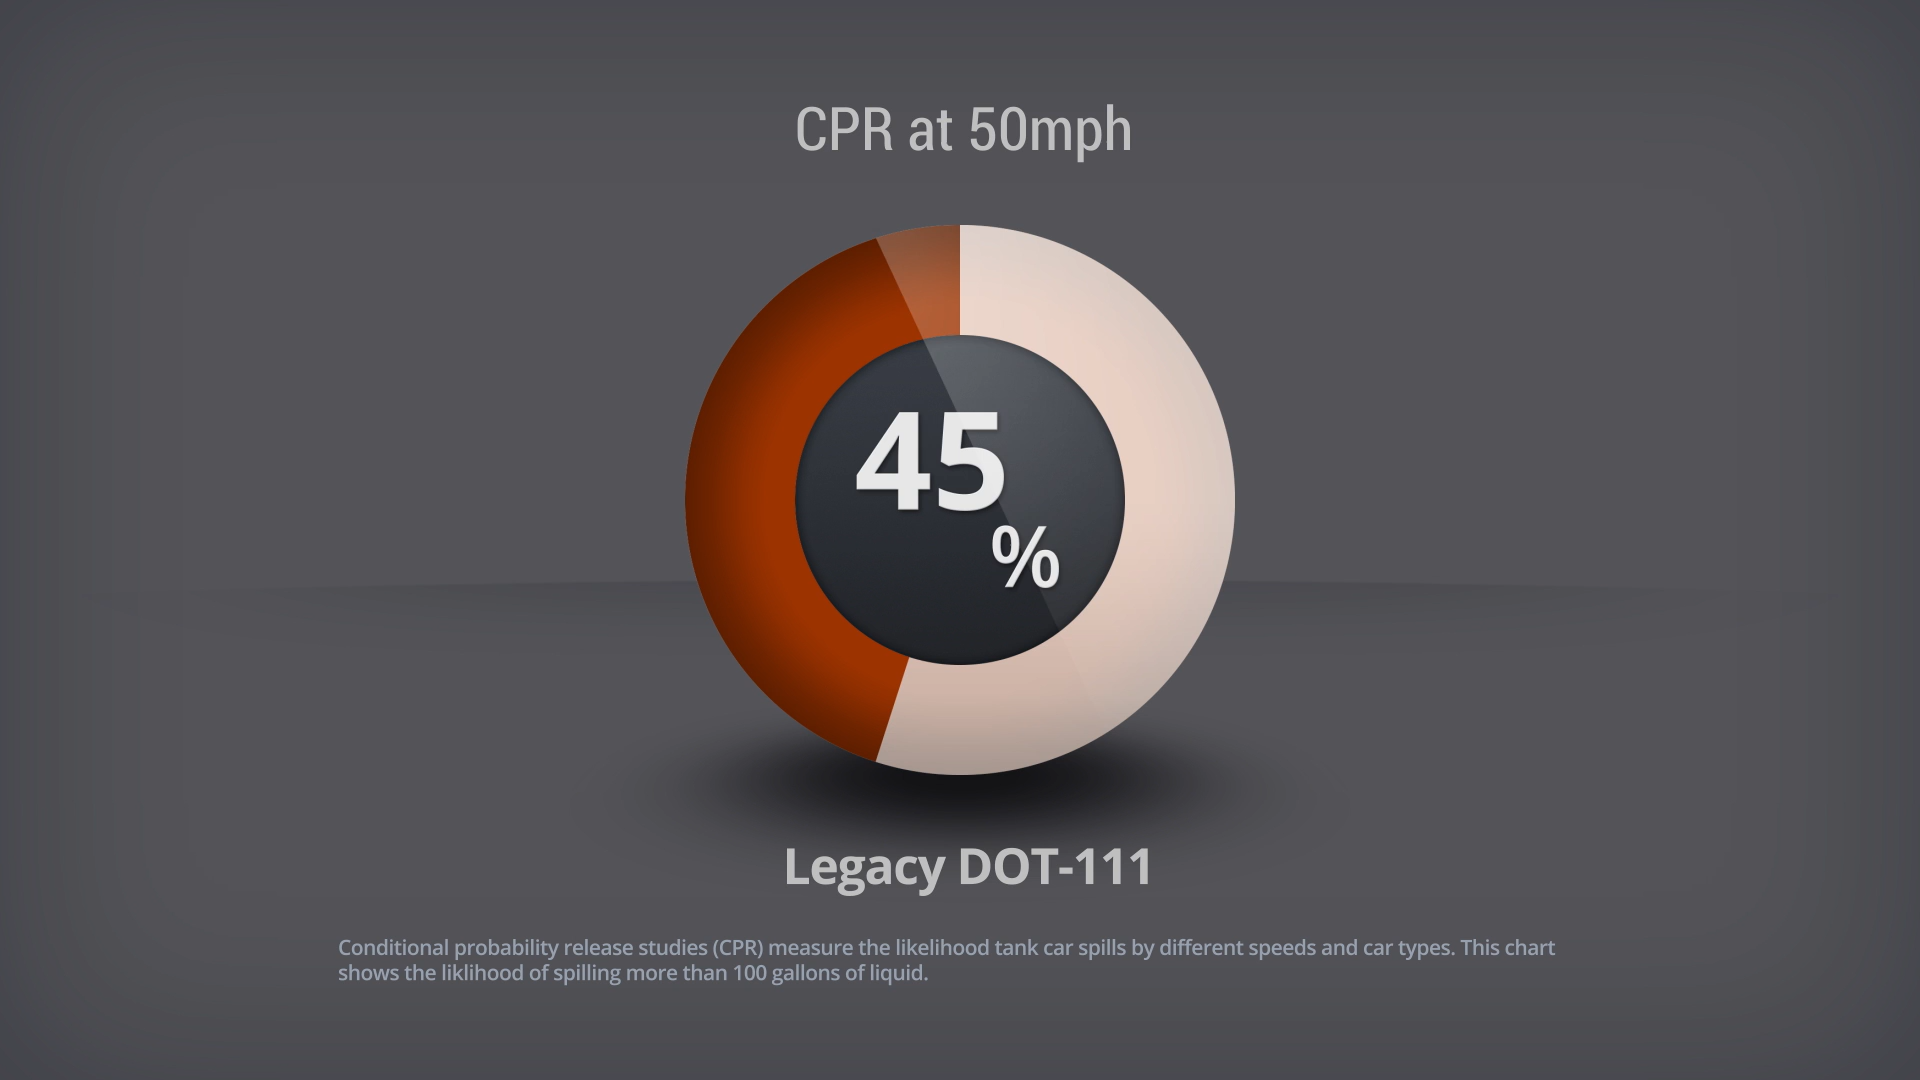 CPR at 50mph
45
%
Legacy DOT-111
Conditional probability release studies (CPR) measure the likelihood tank car spills by different speeds and car types. This chart
shows the liklihood of spilling more than 100 gallons of liquid.